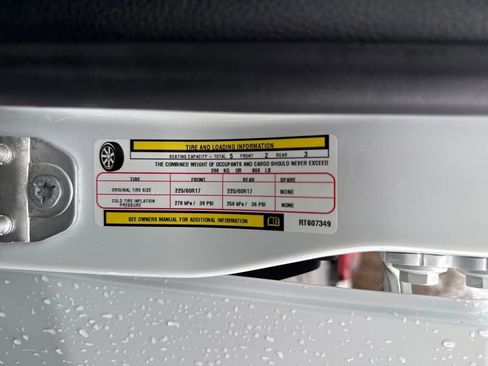 TIRE AND LOADING INFORMATION
SEATING CAPACITY - TOTAL 5 FRONT 2 REAR 3
THE COMBINED WEIGHT OF OCCUPANTS AND CARGO SHOULD NEVER EXCEED
390 KG OR 860 LB
TIRE FRONT REAR SPARE
ORIGINAL TIRE SIZE 225/60R17 225/60R17 NONE
COLD TIRE INFLATION PRESSURE 270 kPa / 39 PSI 250 kPa / 36 PSI NONE
SEE OWNERS MANUAL FOR ADDITIONAL INFORMATION RT607349